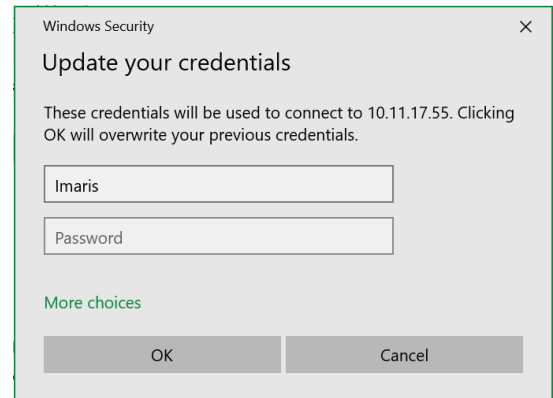 Windows Security
Update your credentials
These credentials will be used to connect to 10.11.17.55. Clicking
OK will overwrite your previous credentials.
Imaris
Password
More choices
OK
Cancel